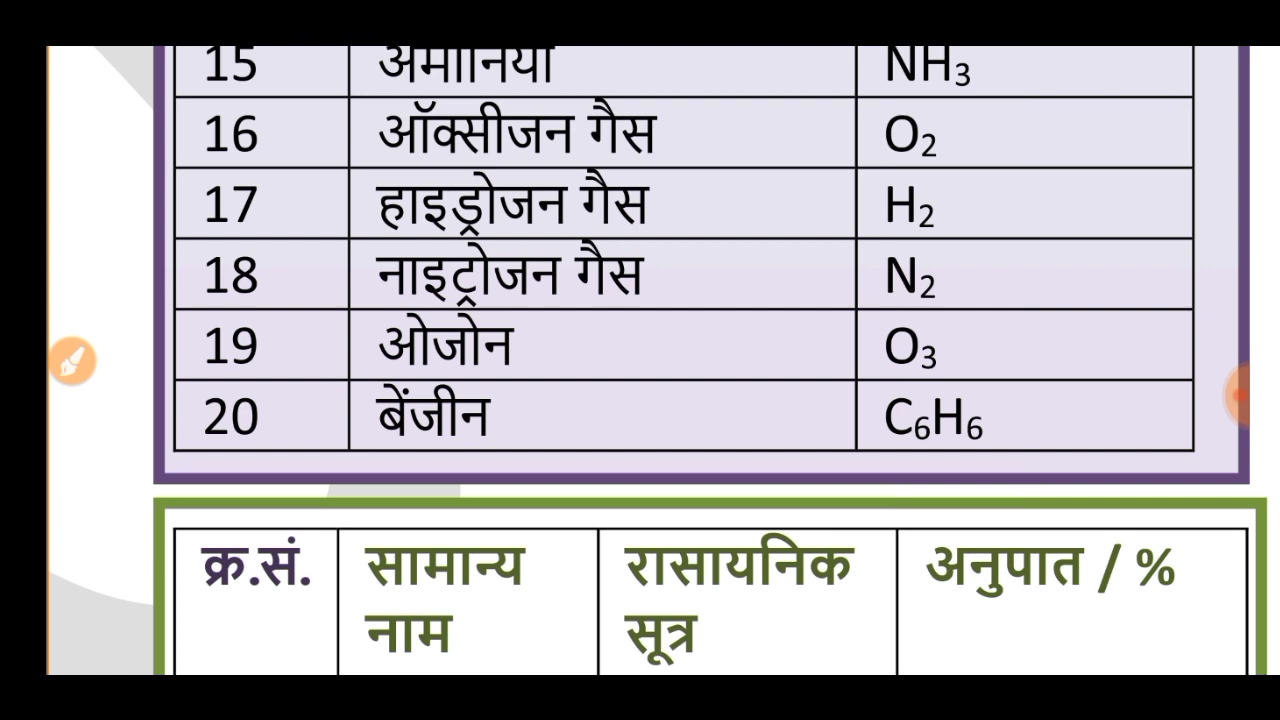 15 अमोनिया NH₃
16 ऑक्सीजन गैस O₂
17 हाइड्रोजन गैस H₂
18 नाइट्रोजन गैस N₂
19 ओजोन O₃
20 बेंजीन C₆H₆
क्र.सं. सामान्य रासायनिक अनुपात / %
नाम सूत्र